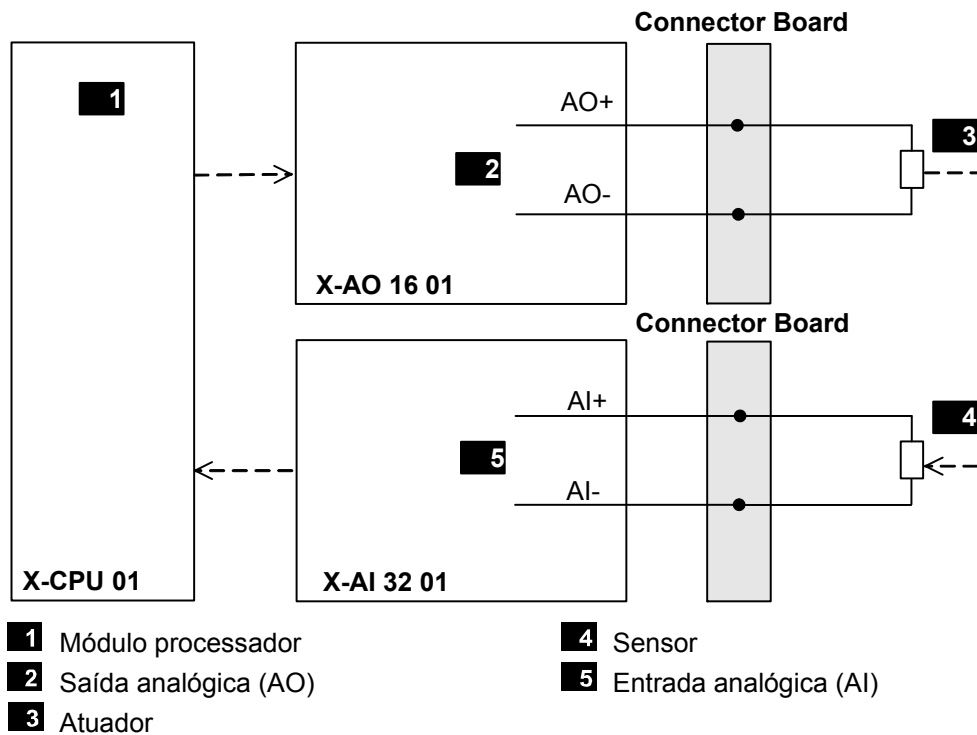 Connector Board
1
AO+
3
2
AO-
X-AO 16 01
Connector Board
AI+
4
5
AI-
X-CPU 01
X-AI 32 01
1 Módulo processador
2 Saída analógica (AO)
3 Atuador
4 Sensor
5 Entrada analógica (AI)